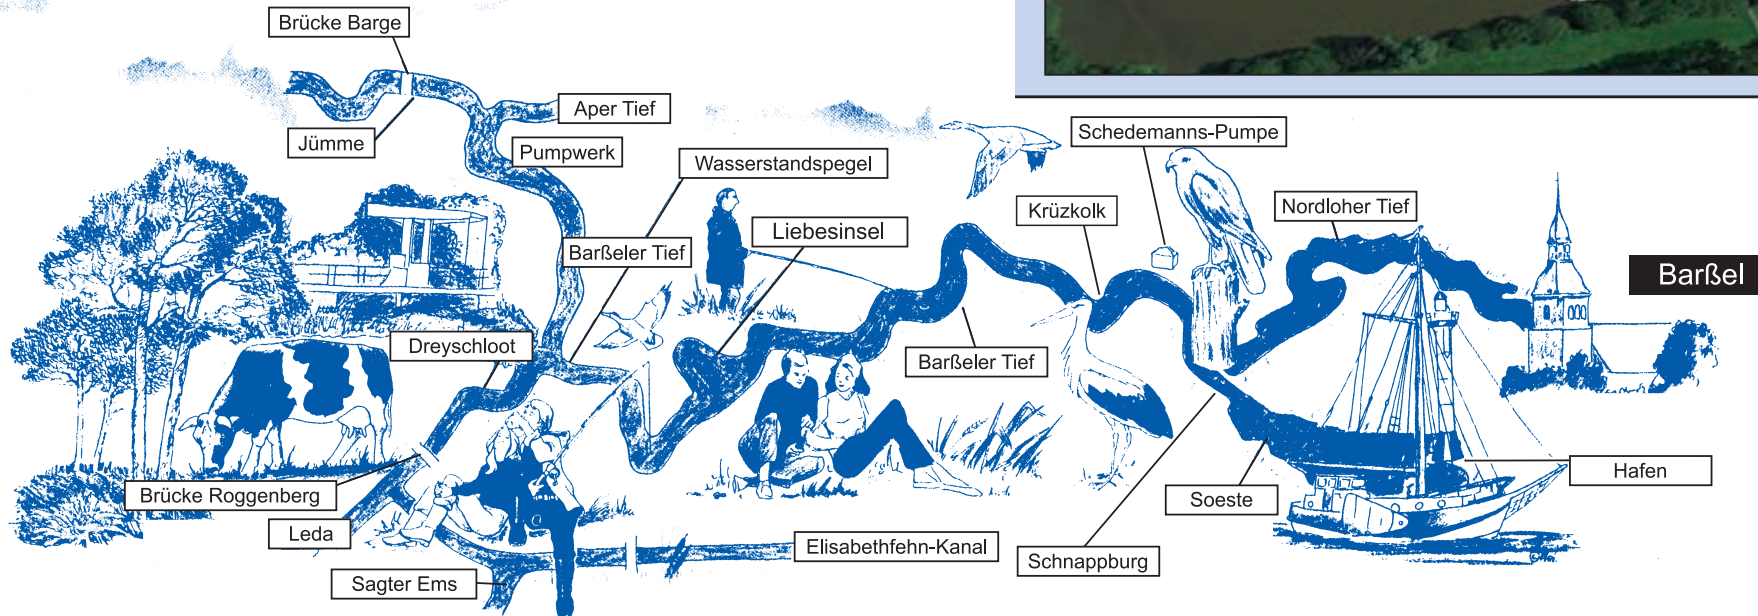 Brücke Barge
Aper Tief
Jümme
Pumpwerk
Schedemanns-Pumpe
Wasserstandspegel
Nordloher Tief
Krüzkolk
Liebesinsel
Barßeler Tief
Barßel
Dreyschloot
Barßeler Tief
Hafen
Brücke Roggenberg
Soeste
Leda
Elisabethfehn-Kanal
Schnappburg
Sagter Ems